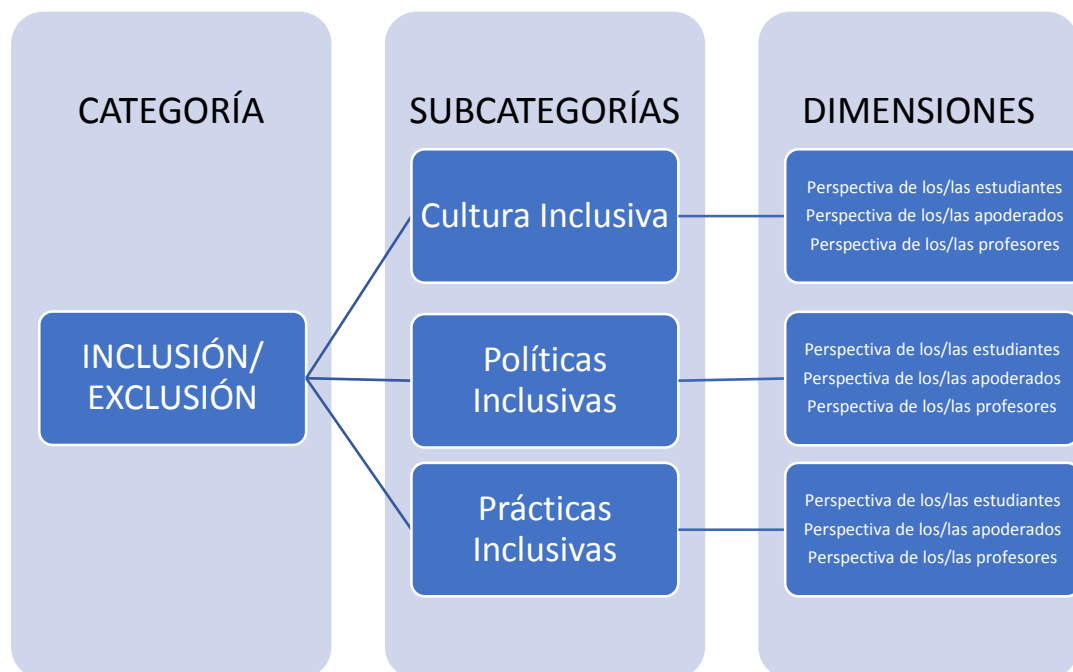 CATEGORÍA
INCLUSIÓN/
EXCLUSIÓN
SUBCATEGORÍAS
Cultura Inclusiva
Políticas
Inclusivas
Prácticas
Inclusivas
DIMENSIONES
Perspectiva de los/las estudiantes
Perspectiva de los/las apoderados
Perspectiva de los/las profesores
Perspectiva de los/las estudiantes
Perspectiva de los/las apoderados
Perspectiva de los/las profesores
Perspectiva de los/las estudiantes
Perspectiva de los/las apoderados
Perspectiva de los/las profesores